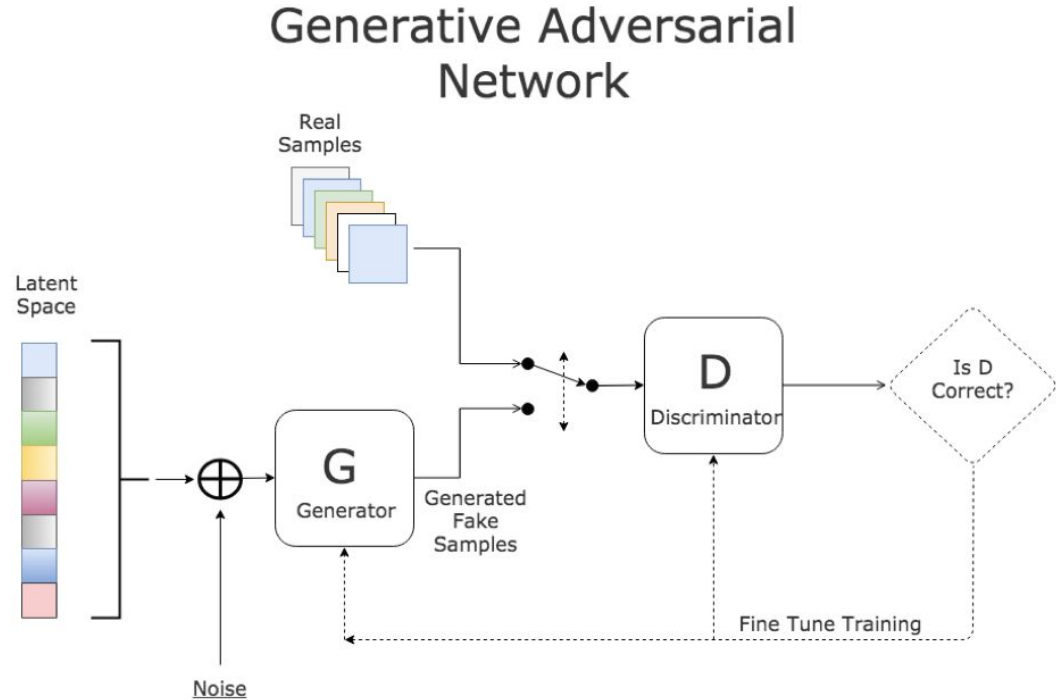 Generative Adversarial
Network
Real
Samples
Latent
Space
Is D
Correct?
D
Discriminator
G
Generator
Generated
Fake
Samples
Fine Tune Training
Noise